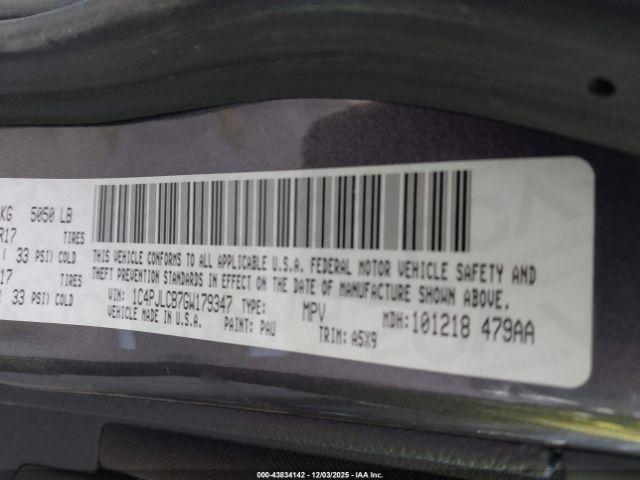 KG 5050 LB
R17 TIRES
( 33 PSI) COLD
17 TIRES
( 33 PSI) COLD
THIS VEHICLE CONFORMS TO ALL APPLICABLE U.S.A. FEDERAL MOTOR VEHICLE SAFETY AND
THEFT PREVENTION STANDARDS IN EFFECT ON THE DATE OF MANUFACTURE SHOWN ABOVE.
VIN: 1C4PJLCB7GW179347 TYPE: MPV MDH:101218 479AA
VEHICLE MADE IN U.S.A. PAINT: PAU TRIM: A5X9
00-43834142 - 12/03/2025 - IAA Inc.